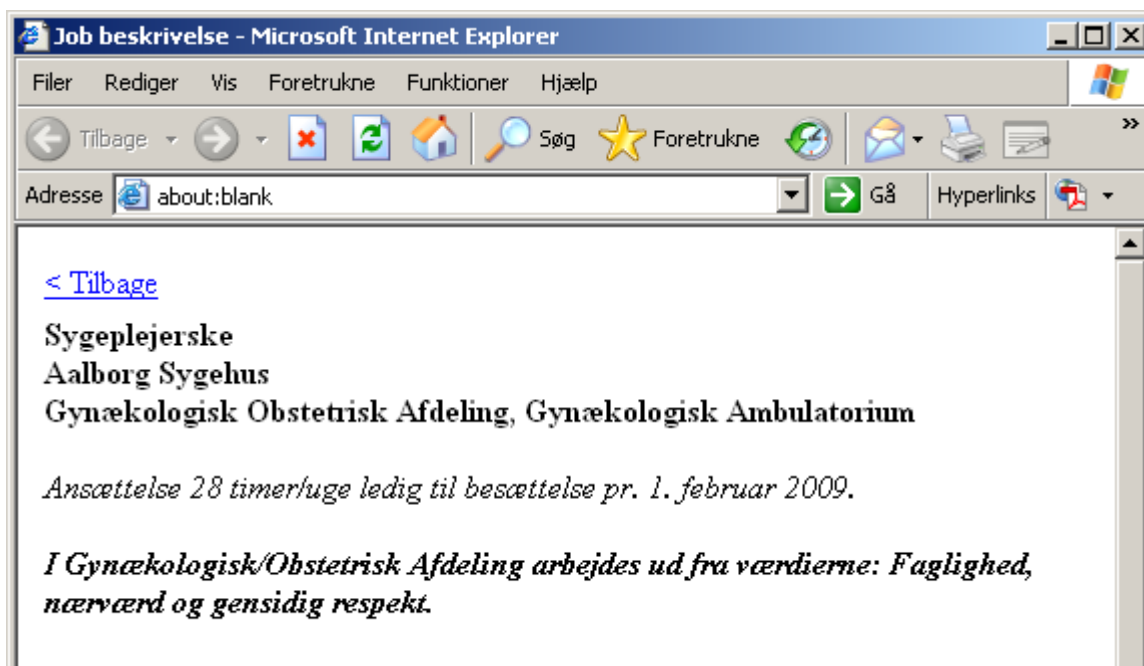 Job beskrivelse - Microsoft Internet Explorer
Filer Rediger Vis Foretrukne Funktioner Hjælp
Tilbage Søg Foretrukne »
Adresse about:blank Gå Hyperlinks
< Tilbage
Sygeplejerske
Aalborg Sygehus
Gynækologisk Obstetrisk Afdeling, Gynækologisk Ambulatorium
Ansættelse 28 timer/uge ledig til besættelse pr. 1. februar 2009.
I Gynækologisk/Obstetrisk Afdeling arbejdes ud fra værdierne: Faglighed,
nærværd og gensidig respekt.